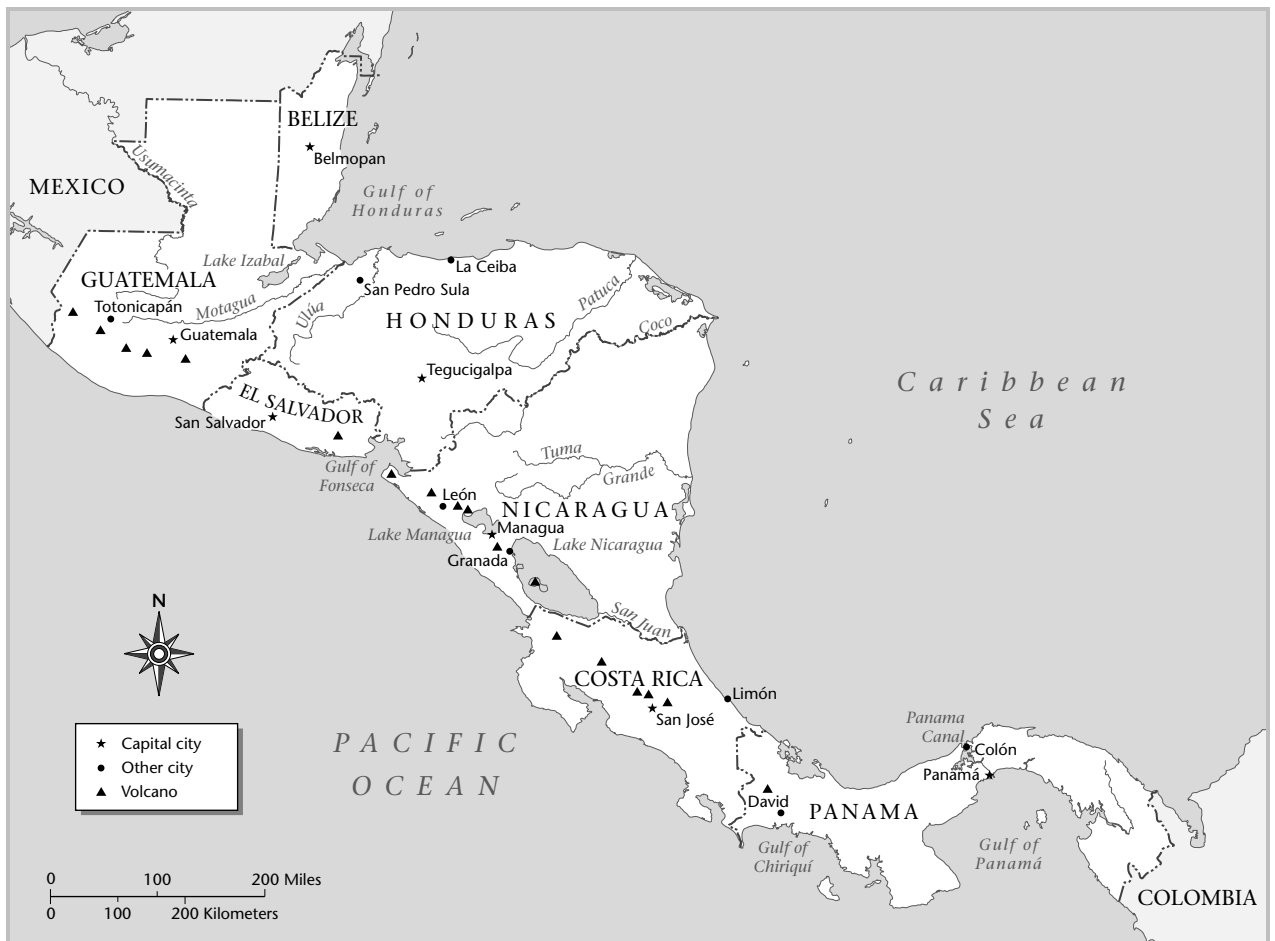 BELIZE
Belmopan
MEXICO
Usumacinta
Gulf of
Honduras
Lake Izabal
La Ceiba
GUATEMALA
San Pedro Sula
Patuca
Totonicapán
Motagua
Ulúa
HONDURAS
Coco
Guatemala
Tegucigalpa
Caribbean
Sea
EL SALVADOR
San Salvador
Tuma
Gulf of
Fonseca
Grande
León
NICARAGUA
Lake Managua
Managua
Lake Nicaragua
Granada
N
San Juan
COSTA RICA
Limón
San José
Panama
Canal
PACIFIC
OCEAN
Colón
Capital city
Other city
Volcano
Panamá
David
PANAMA
Gulf of
Chiriquí
Gulf of
Panamá
0 100 200 Miles
0 100 200 Kilometers
COLOMBIA